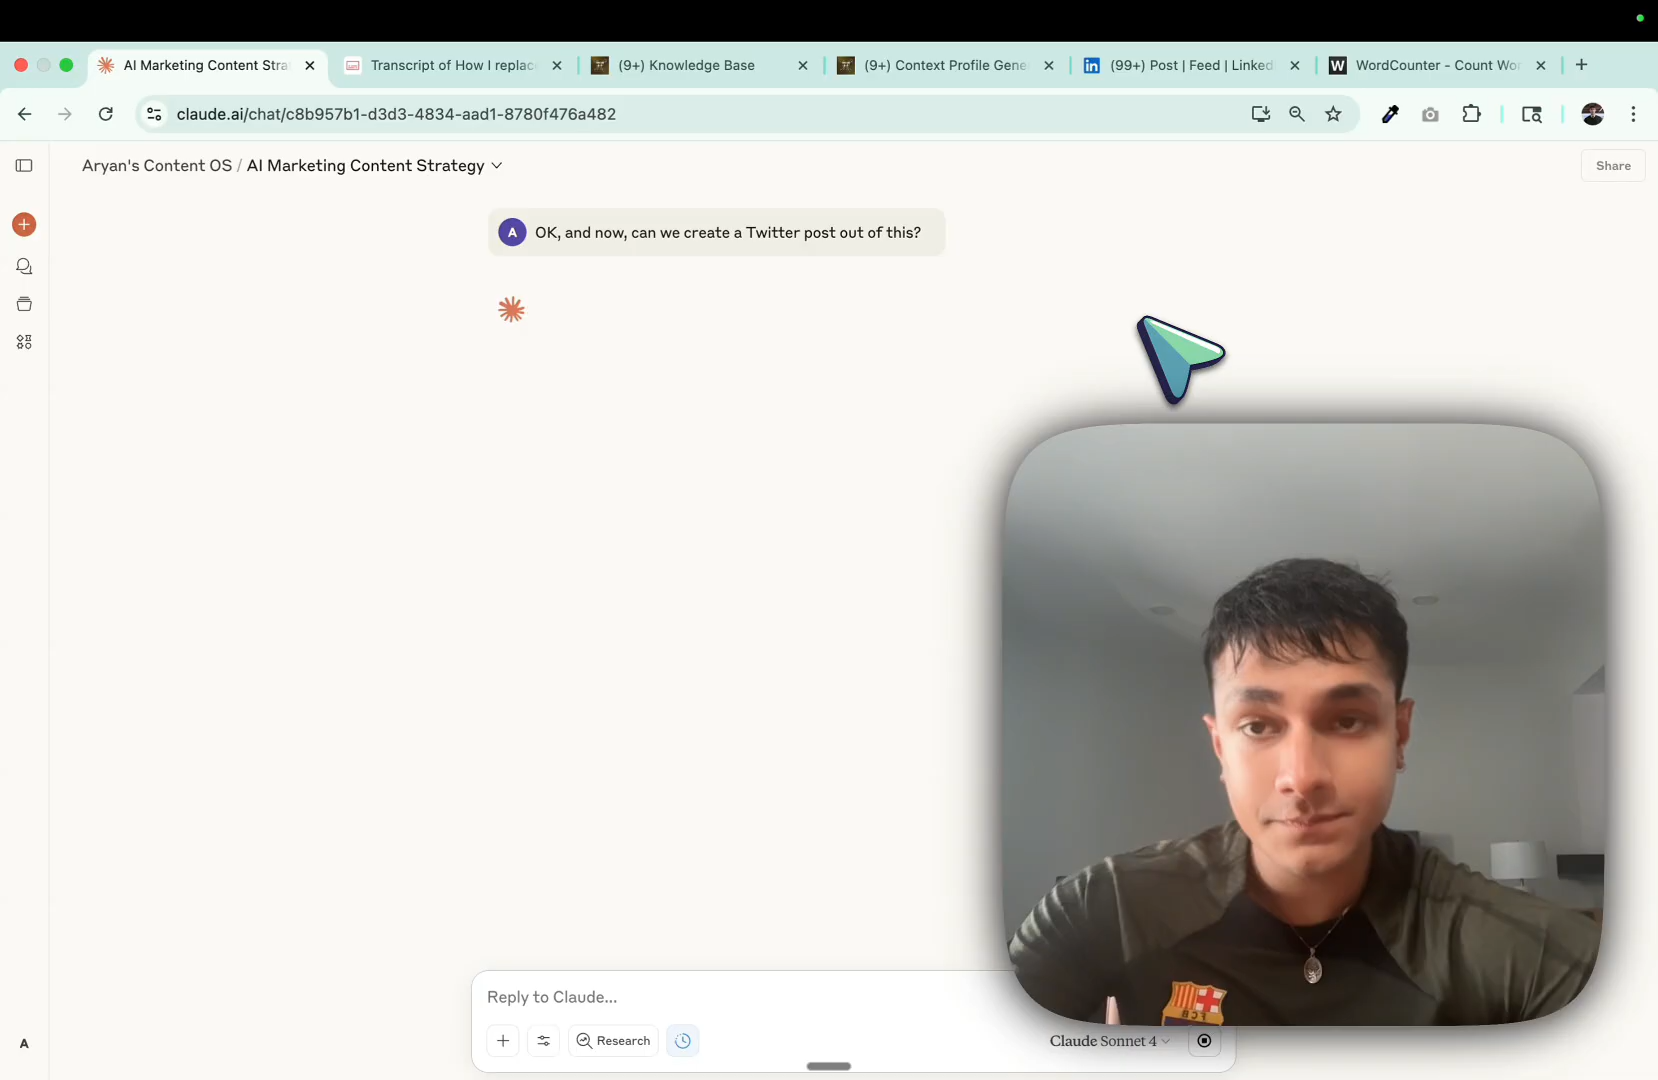 AI Marketing Content Stra
Transcript of How I replac
(9+) Knowledge Base
(9+) Context Profile Gene
(99+) Post | Feed | Linked
WordCounter - Count Wor
claude.ai/chat/c8b957b1-d3d3-4834-aad1-8780f476a482
Aryan's Content OS / AI Marketing Content Strategy
Share
A OK, and now, can we create a Twitter post out of this?
Reply to Claude...
Research
Claude Sonnet 4
A